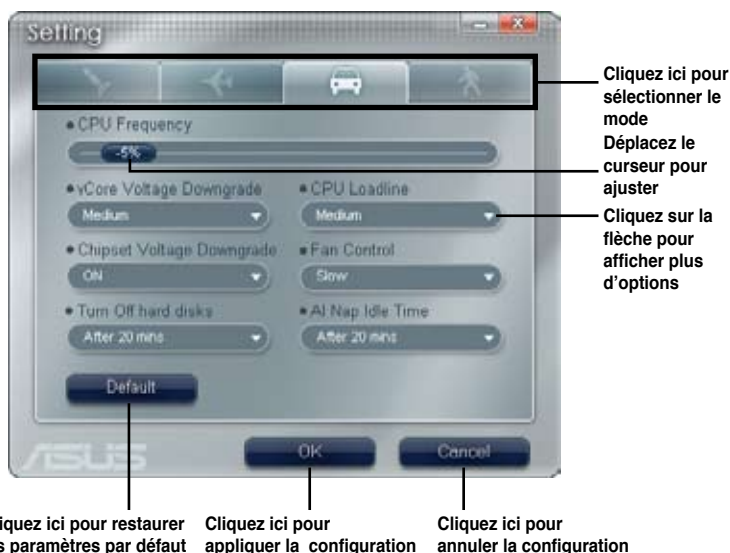 Setting
CPU Frequency
-5%
vCore Voltage Downgrade
CPU Loadline
Medium
Medium
Chipset Voltage Downgrade
Fan Control
ON
Slow
Turn Off hard disks
AI Nap Idle Time
After 20 mins
After 20 mins
Default
ASUS
OK
Cancel
Cliquez ici pour
sélectionner le
mode
Déplacez le
curseur pour
ajuster
Cliquez sur la
flèche pour
afficher plus
d'options
iquez ici pour restaurer
s paramètres par défaut
Cliquez ici pour
appliquer la configuration
Cliquez ici pour
annuler la configuration